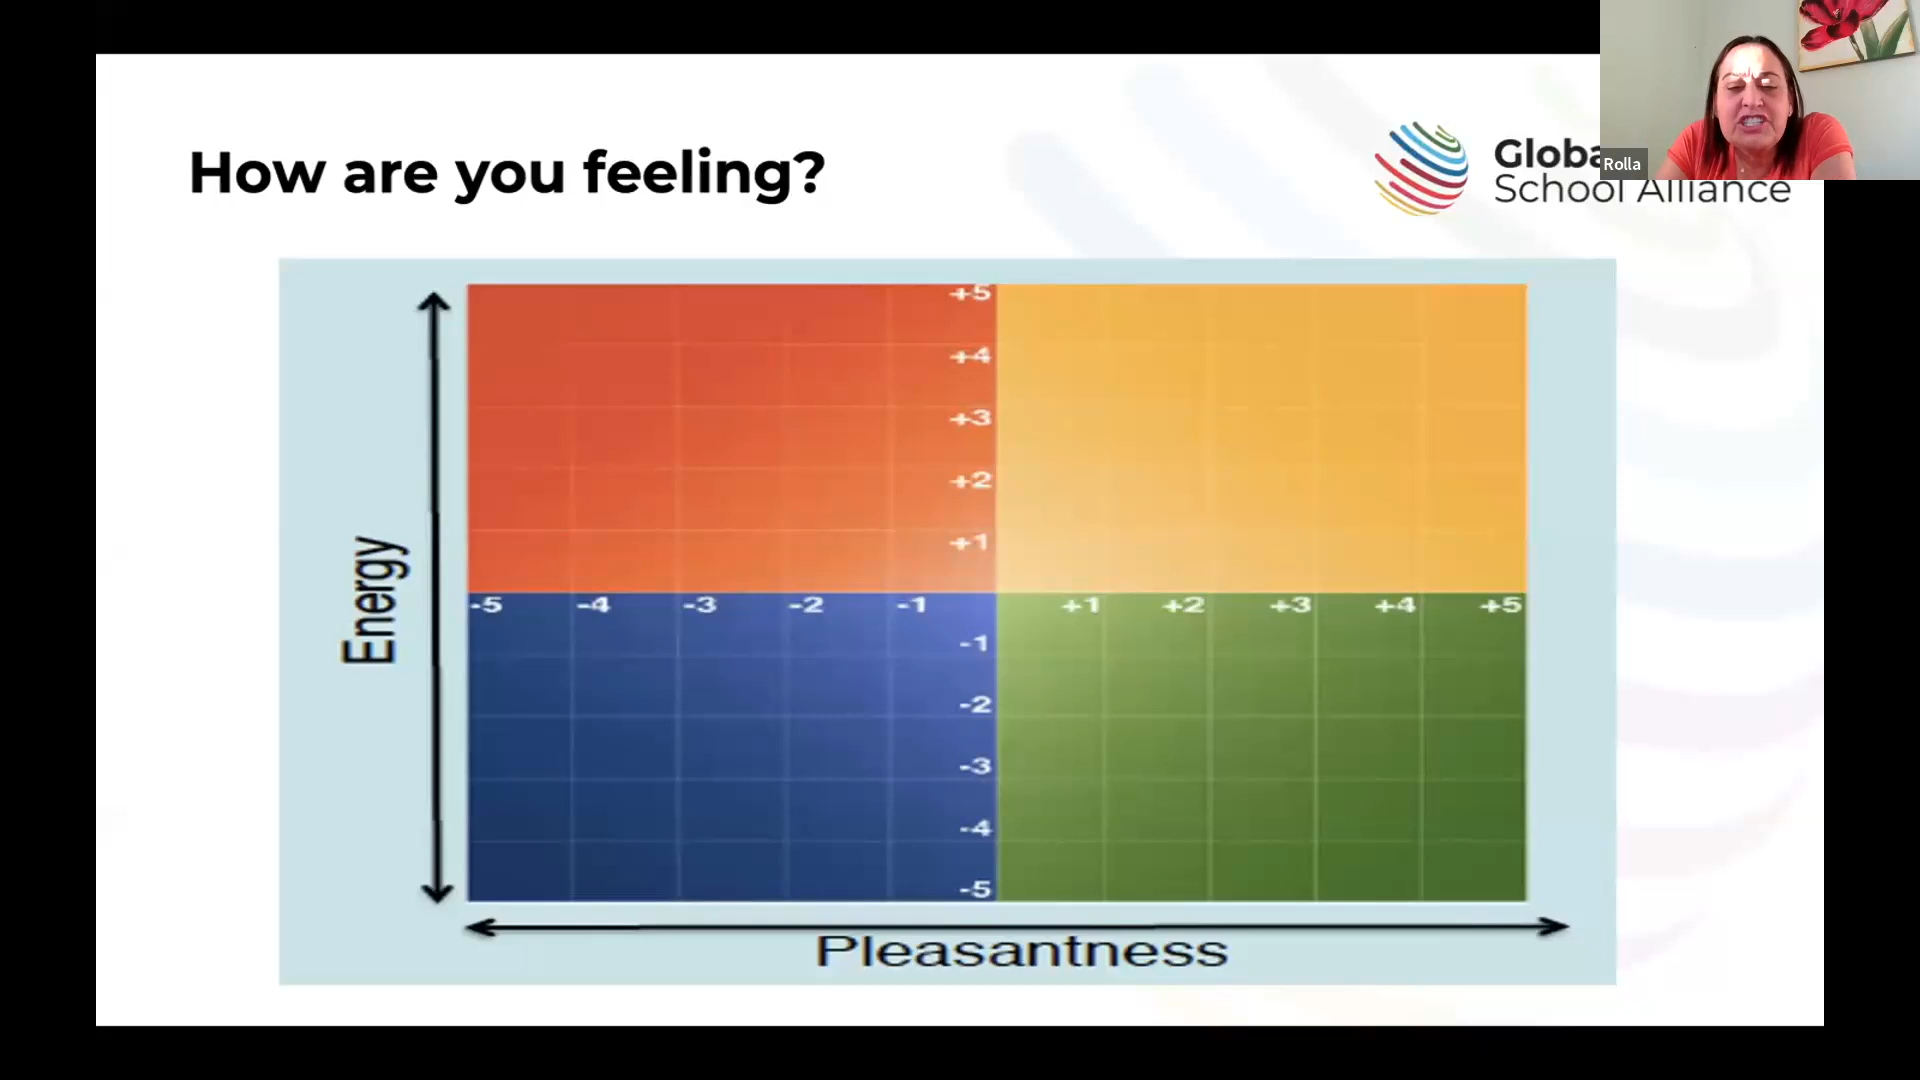 How are you feeling?
Globa
School Alliance
Rolla
+5
+4
+3
+2
+1
-5 -4 -3 -2 -1 +1 +2 +3 +4 +5
-1
-2
-3
-4
-5
Energy
Pleasantness